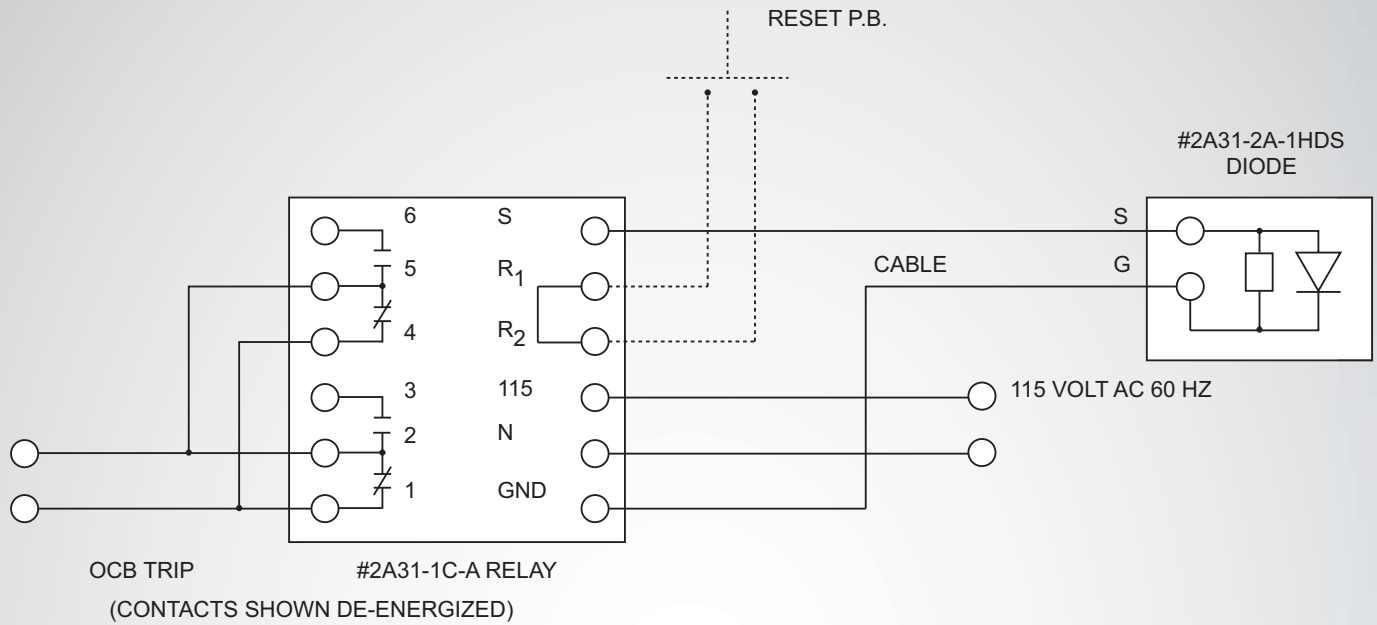 RESET P.B.
#2A31-2A-1HDS
DIODE
6 S
5 R1
4 R2
3 115
2 N
1 GND
CABLE
S
G
115 VOLT AC 60 HZ
OCB TRIP
#2A31-1C-A RELAY
(CONTACTS SHOWN DE-ENERGIZED)